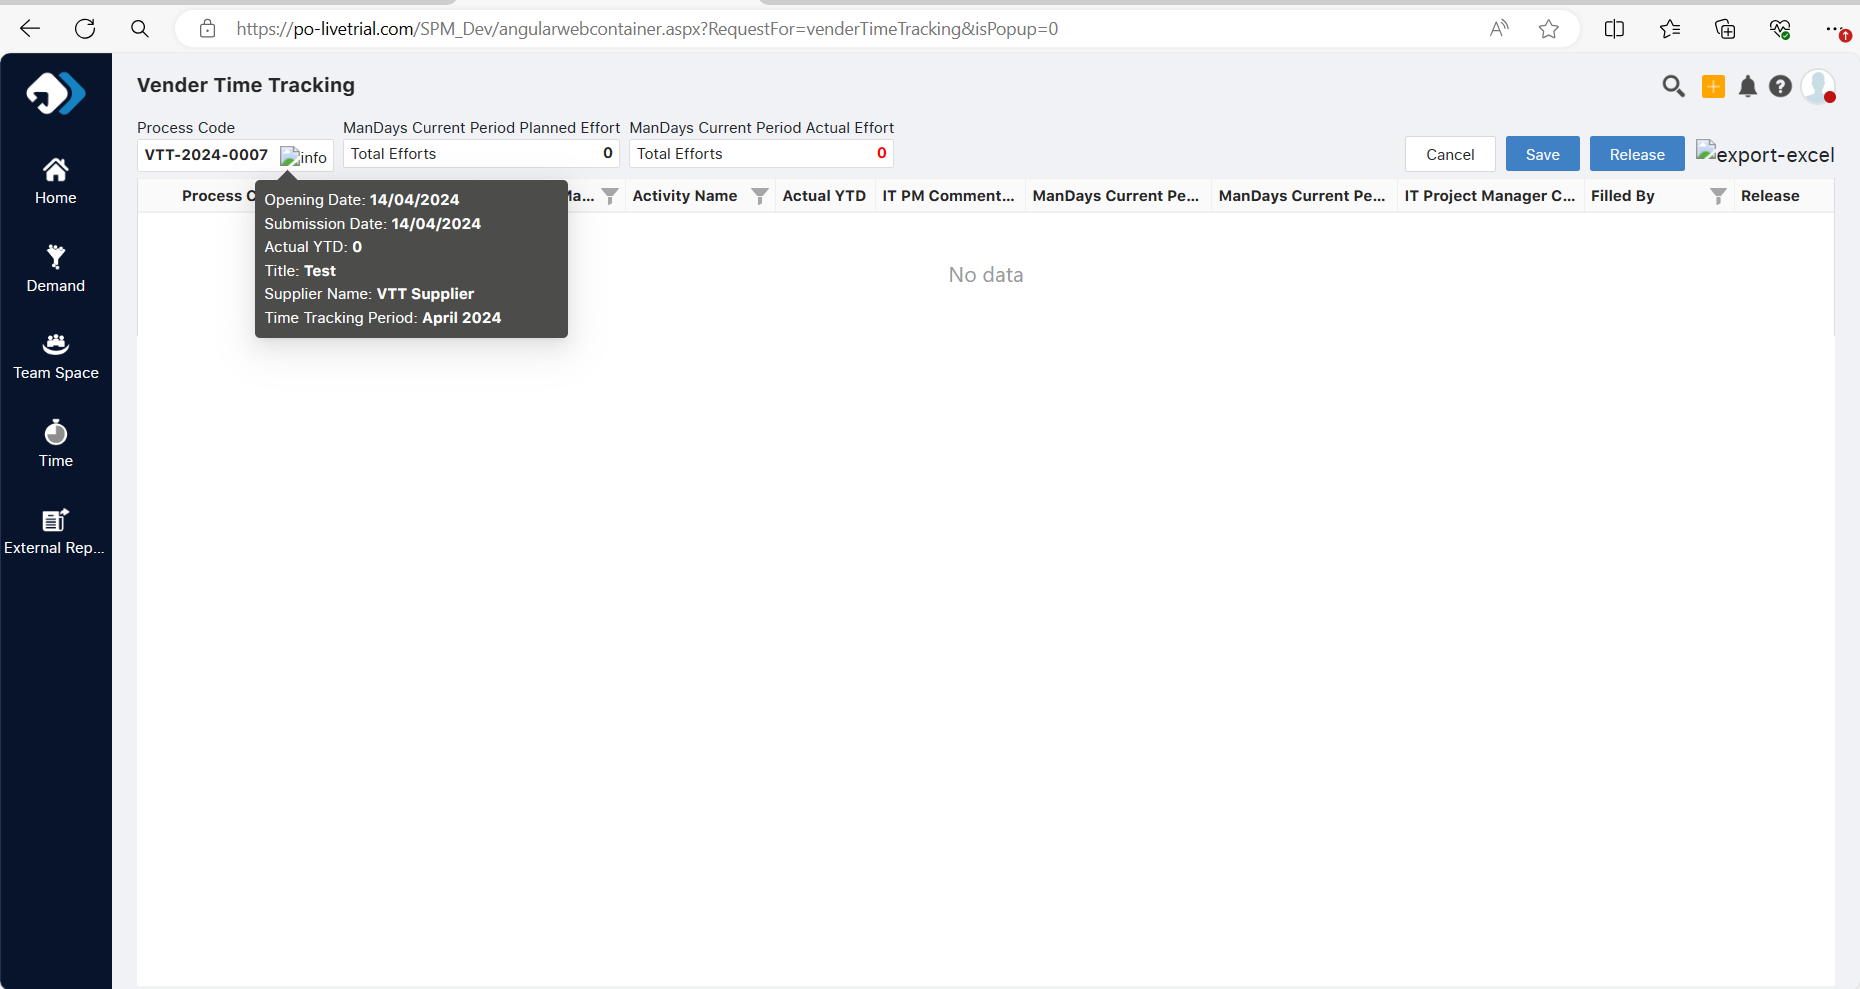 https://po-livetrial.com/SPM_Dev/angularwebcontainer.aspx?RequestFor=venderTimeTracking&isPopup=0
Vender Time Tracking
Process Code
ManDays Current Period Planned Effort
ManDays Current Period Actual Effort
VTT-2024-0007
info
Total Efforts 0
Total Efforts 0
Cancel
Save
Release
export-excel
Process C
Ma...
Activity Name
Actual YTD
IT PM Comment...
ManDays Current Pe...
ManDays Current Pe...
IT Project Manager C...
Filled By
Release
Opening Date: 14/04/2024
Submission Date: 14/04/2024
Actual YTD: 0
Title: Test
Supplier Name: VTT Supplier
Time Tracking Period: April 2024
No data
Home
Demand
Team Space
Time
External Rep...